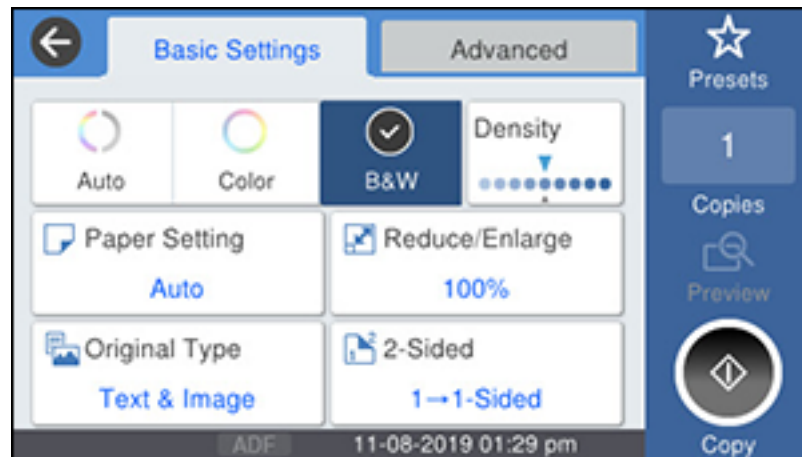 Basic Settings
Advanced
Presets
Auto
Color
B&W
Density
1
Copies
Paper Setting
Auto
Reduce/Enlarge
100%
Preview
Original Type
Text & Image
2-Sided
1→1-Sided
ADF
11-08-2019 01:29 pm
Copy